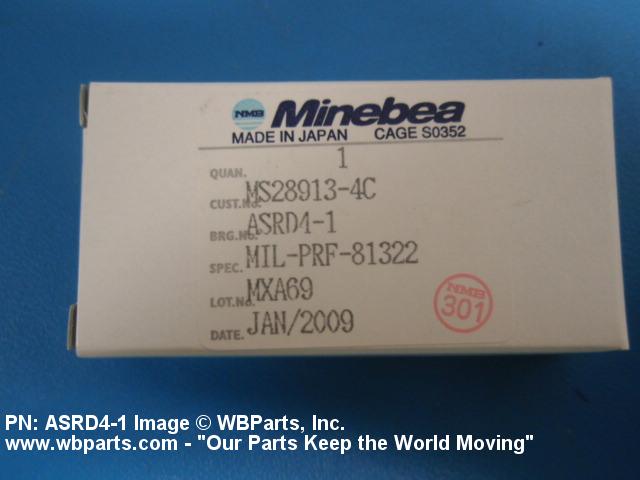 NMB Minebea
MADE IN JAPAN CAGE S0352
QUAN. 1
CUST.No. MS28913-4C
BRG.No. ASRD4-1
SPEC. MIL-PRF-81322
LOT.No. MXA69
DATE. JAN/2009
NMB
301
PN: ASRD4-1 Image © WBParts, Inc.
www.wbparts.com - "Our Parts Keep the World Moving"